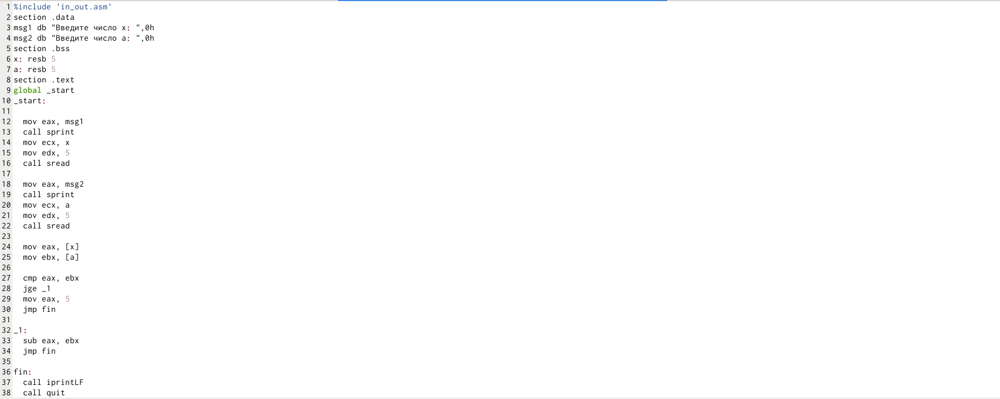 1 %include 'in_out.asm'
2 section .data
3 msg1 db "Введите число x: ",0h
4 msg2 db "Введите число a: ",0h
5 section .bss
6 x: resb 5
7 a: resb 5
8 section .text
9 global _start
10 _start:
11
12   mov eax, msg1
13   call sprint
14   mov ecx, x
15   mov edx, 5
16   call sread
17
18   mov eax, msg2
19   call sprint
20   mov ecx, a
21   mov edx, 5
22   call sread
23
24   mov eax, [x]
25   mov ebx, [a]
26
27   cmp eax, ebx
28   jge _1
29   mov eax, 5
30   jmp fin
31
32 _1:
33   sub eax, ebx
34   jmp fin
35
36 fin:
37   call iprintLF
38   call quit